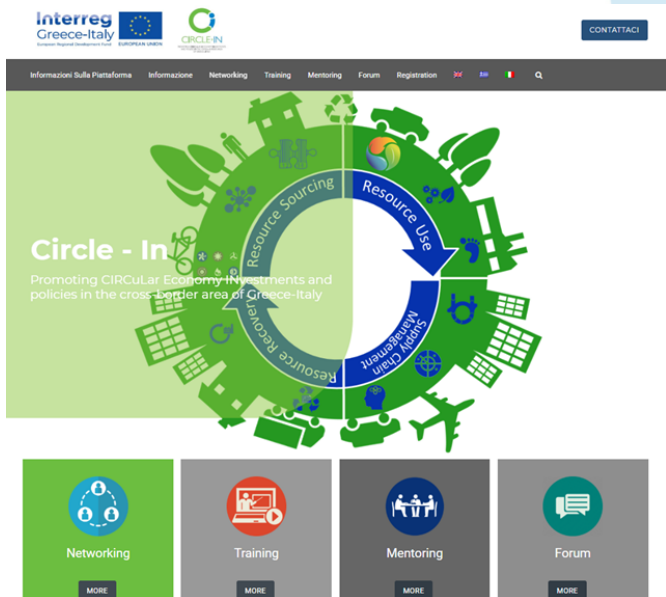 Interreg
Greece-Italy
European Regional Development Fund EUROPEAN UNION
CIRCLE-IN
CONTATTACI
Informazioni Sulla Piattaforma Informazione Networking Training Mentoring Forum Registration
Resource Sourcing
Resource Use
Supply Chain
Management
Resource Recovery
Circle - In
Promoting CIRCuLar Economy INvestments and
policies in the cross-border area of Greece-Italy
Networking
Training
Mentoring
Forum
MORE
MORE
MORE
MORE